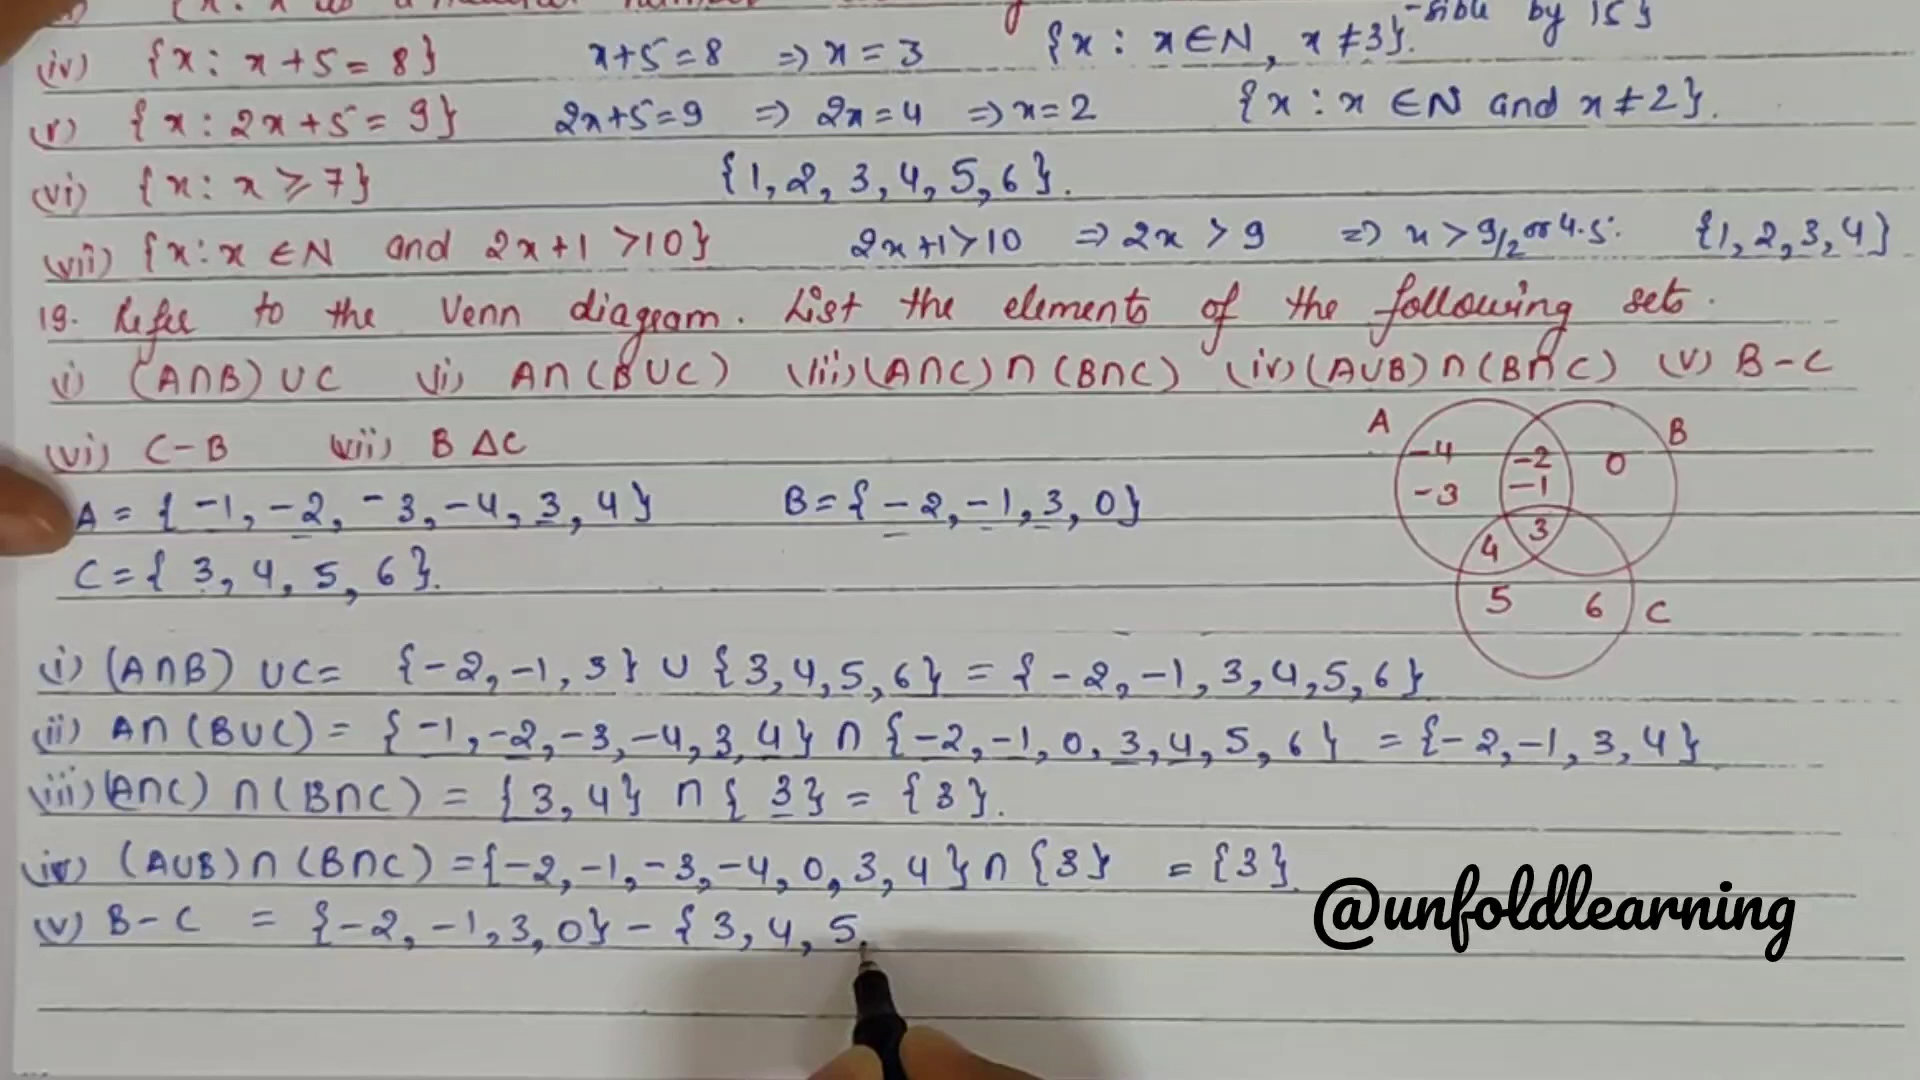 (iv) {x : x + 5 = 8} x+5=8 ⇒ x = 3 {x : x ∈ N, x ≠ 3}. -sible by 15}
(v) {x : 2x + 5 = 9} 2x+5=9 ⇒ 2x = 4 ⇒ x = 2 {x : x ∈ N and x ≠ 2}.
(vi) {x : x ⩾ 7} {1, 2, 3, 4, 5, 6}.
(vii) {x : x ∈ N and 2x + 1 > 10} 2x + 1 > 10 ⇒ 2x > 9 ⇒ x > 9/2 or 4.5. {1, 2, 3, 4}
19. Refer to the Venn diagram. List the elements of the following sets.
(i) (A∩B) ∪ C (ii) A∩(B∪C) (iii) (A∩C)∩(B∩C) (iv) (A∪B)∩(B∩C) (v) B-C
(vi) C-B (vii) B Δ C
A B
-4 -2 0
-3 -1
4 3
5 6 C
A = {-1, -2, -3, -4, 3, 4} B = {-2, -1, 3, 0}
C = {3, 4, 5, 6}.
(i) (A∩B) ∪C = {-2, -1, 3} ∪ {3, 4, 5, 6} = {-2, -1, 3, 4, 5, 6}
(ii) A∩(B∪C) = {-1, -2, -3, -4, 3, 4} ∩ {-2, -1, 0, 3, 4, 5, 6} = {-2, -1, 3, 4}
(iii) (A∩C) ∩ (B∩C) = {3, 4} ∩ {3} = {3}.
(iv) (A∪B)∩(B∩C) = {-2, -1, -3, -4, 0, 3, 4} ∩ {3} = {3}.
(v) B-C = {-2, -1, 3, 0} - {3, 4, 5,
@unfoldlearning